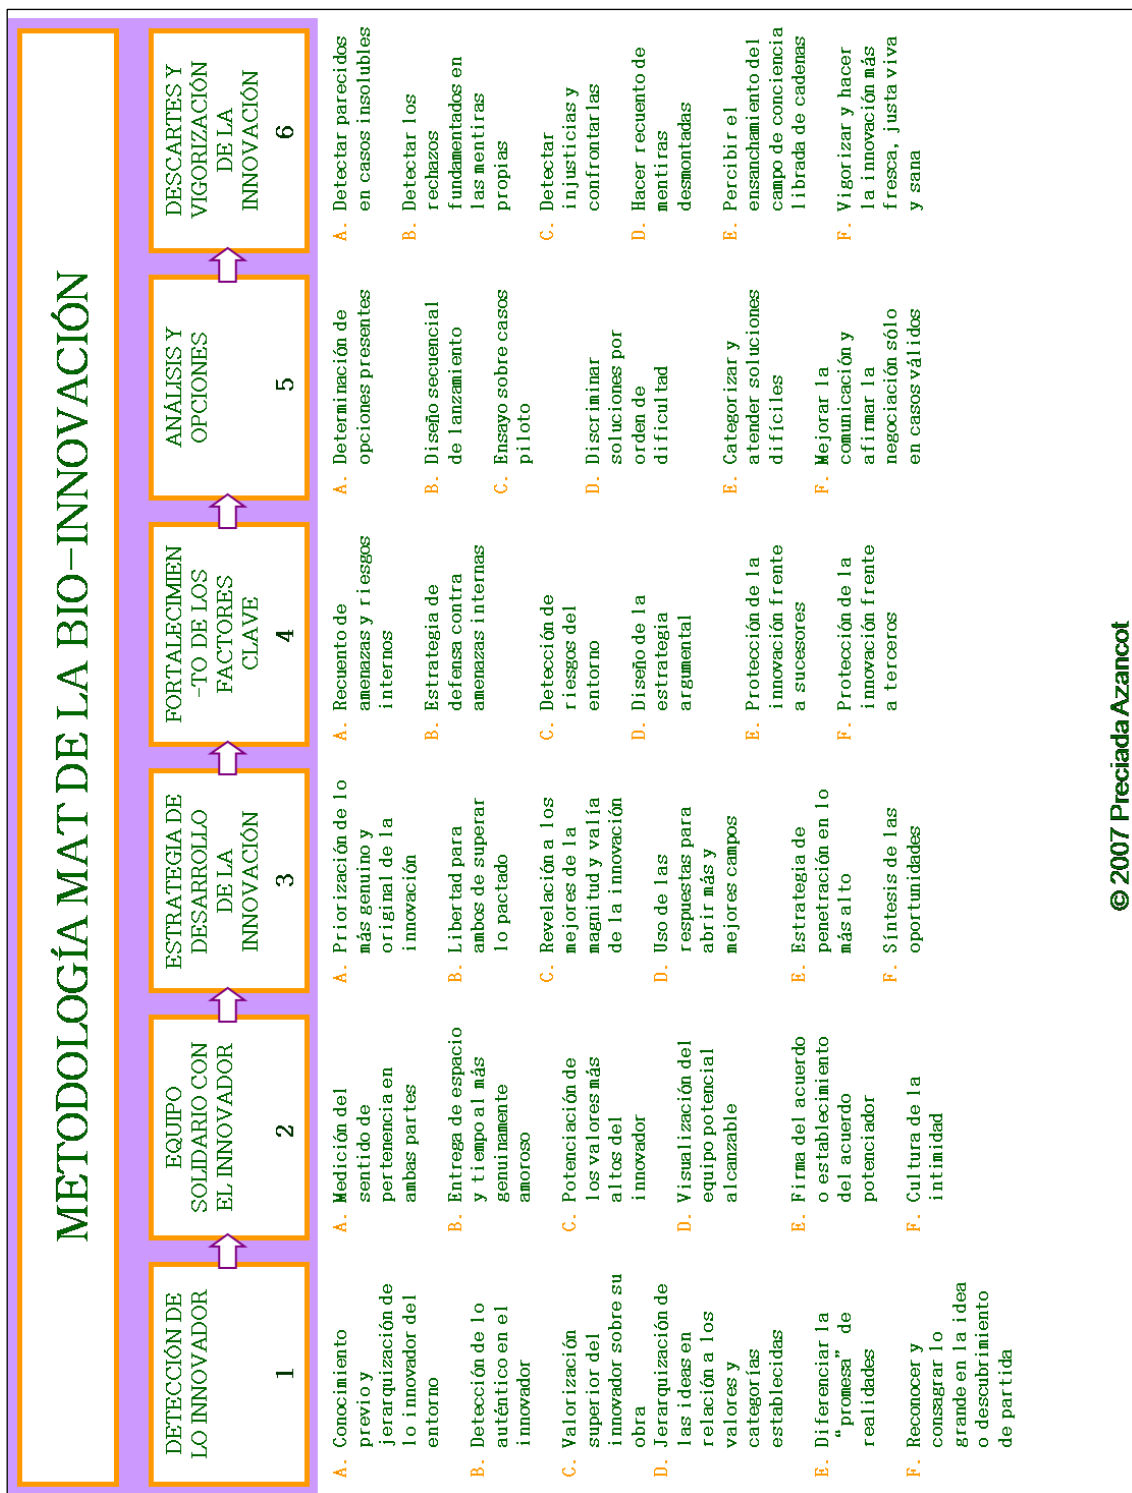 METODOLOGÍA MAT DE LA BIO-INNOVACIÓN
DETECCIÓN DE
LO INNOVADOR
1
EQUIPO
SOLIDARIO CON
EL INNOVADOR
2
ESTRATEGIA DE
DESARROLLO
DE LA
INNOVACIÓN
3
FORTALECIMIEN
-TO DE LOS
FACTORES
CLAVE
4
ANÁLISIS Y
OPCIONES
5
DESCARTES Y
VIGORIZACIÓN
DE LA
INNOVACIÓN
6
A. Conocimiento
previo y
jerarquización de
lo innovador del
entorno
B. Detección de lo
auténtico en el
innovador
C. Valorización
superior del
innovador sobre su
obra
D. Jerarquización de
las ideas en
relación a los
valores y
categorías
establecidas
E. Diferenciar la
"promesa" de
realidades
F. Reconocer y
consagrar lo
grande en la idea
o descubrimiento
de partida
A. Medición del
sentido de
pertenencia en
ambas partes
B. Entrega de espacio
y tiempo al más
genuinamente
amoroso
C. Potenciación de
los valores más
altos del
innovador
D. Visualización del
equipo potencial
alcanzable
E. Firma del acuerdo
o establecimiento
del acuerdo
potenciador
F. Cultura de la
intimidad
A. Priorización de lo
más genuino y
original de la
innovación
B. Libertad para
ambos de superar
lo pactado
C. Revelación a los
mejores de la
magnitud y valía
de la innovación
D. Uso de las
respuestas para
abrir más y
mejores campos
E. Estrategia de
penetración en lo
más alto
F. Síntesis de las
oportunidades
A. Recuento de
amenazas y riesgos
internos
B. Estrategia de
defensa contra
amenazas internas
C. Detección de
riesgos del
entorno
D. Diseño de la
estrategia
argumental
E. Protección de la
innovación frente
a sucesores
F. Protección de la
innovación frente
a terceros
A. Determinación de
opciones presentes
B. Diseño secuencial
de lanzamiento
C. Ensayo sobre casos
piloto
D. Discriminar
soluciones por
orden de
dificultad
E. Categorizar y
atender soluciones
difíciles
F. Mejorar la
comunicación y
afirmar la
negociación sólo
en casos válidos
A. Detectar parecidos
en casos insolubles
B. Detectar los
rechazos
fundamentados en
las mentiras
propias
C. Detectar
injusticias y
confrontarlas
D. Hacer recuento de
mentiras
desmontadas
E. Percibir el
ensanchamiento del
campo de conciencia
librada de cadenas
F. Vigorizar y hacer
la innovación más
fresca, justa viva
y sana
© 2007 Preciada Azancot